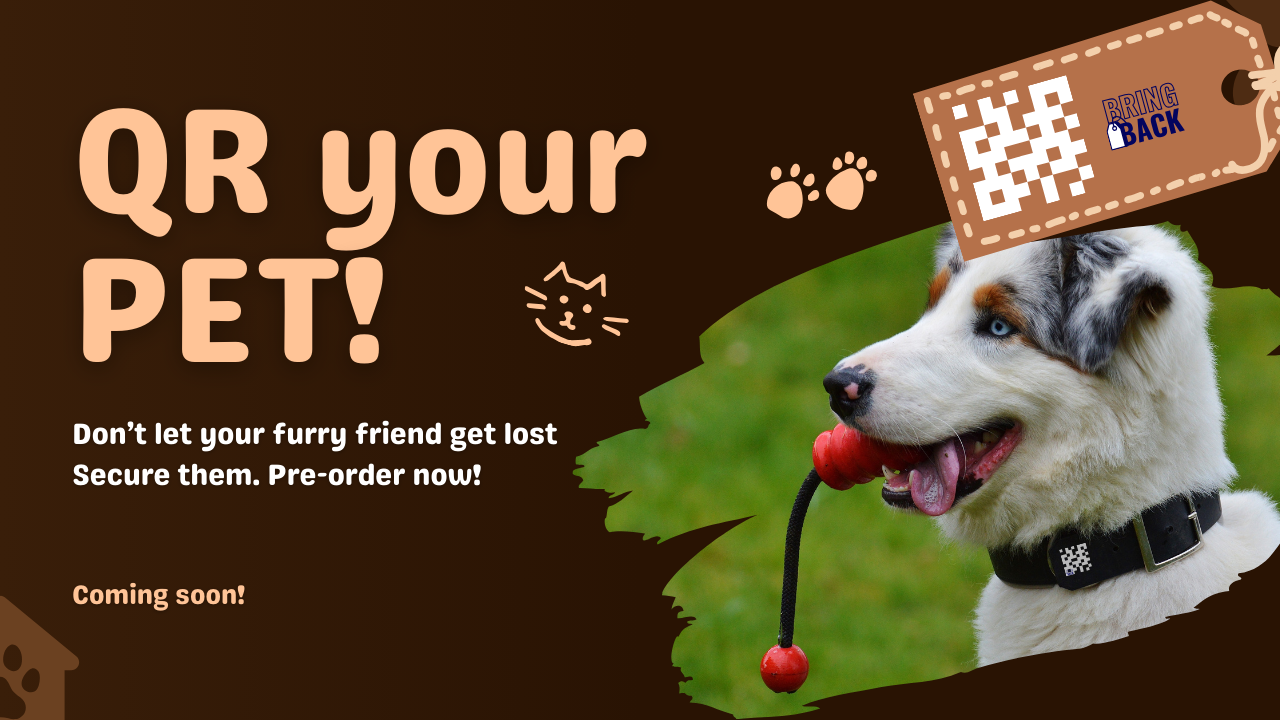 QR your
PET!
Don't let your furry friend get lost
Secure them. Pre-order now!
Coming soon!
BRING
BACK